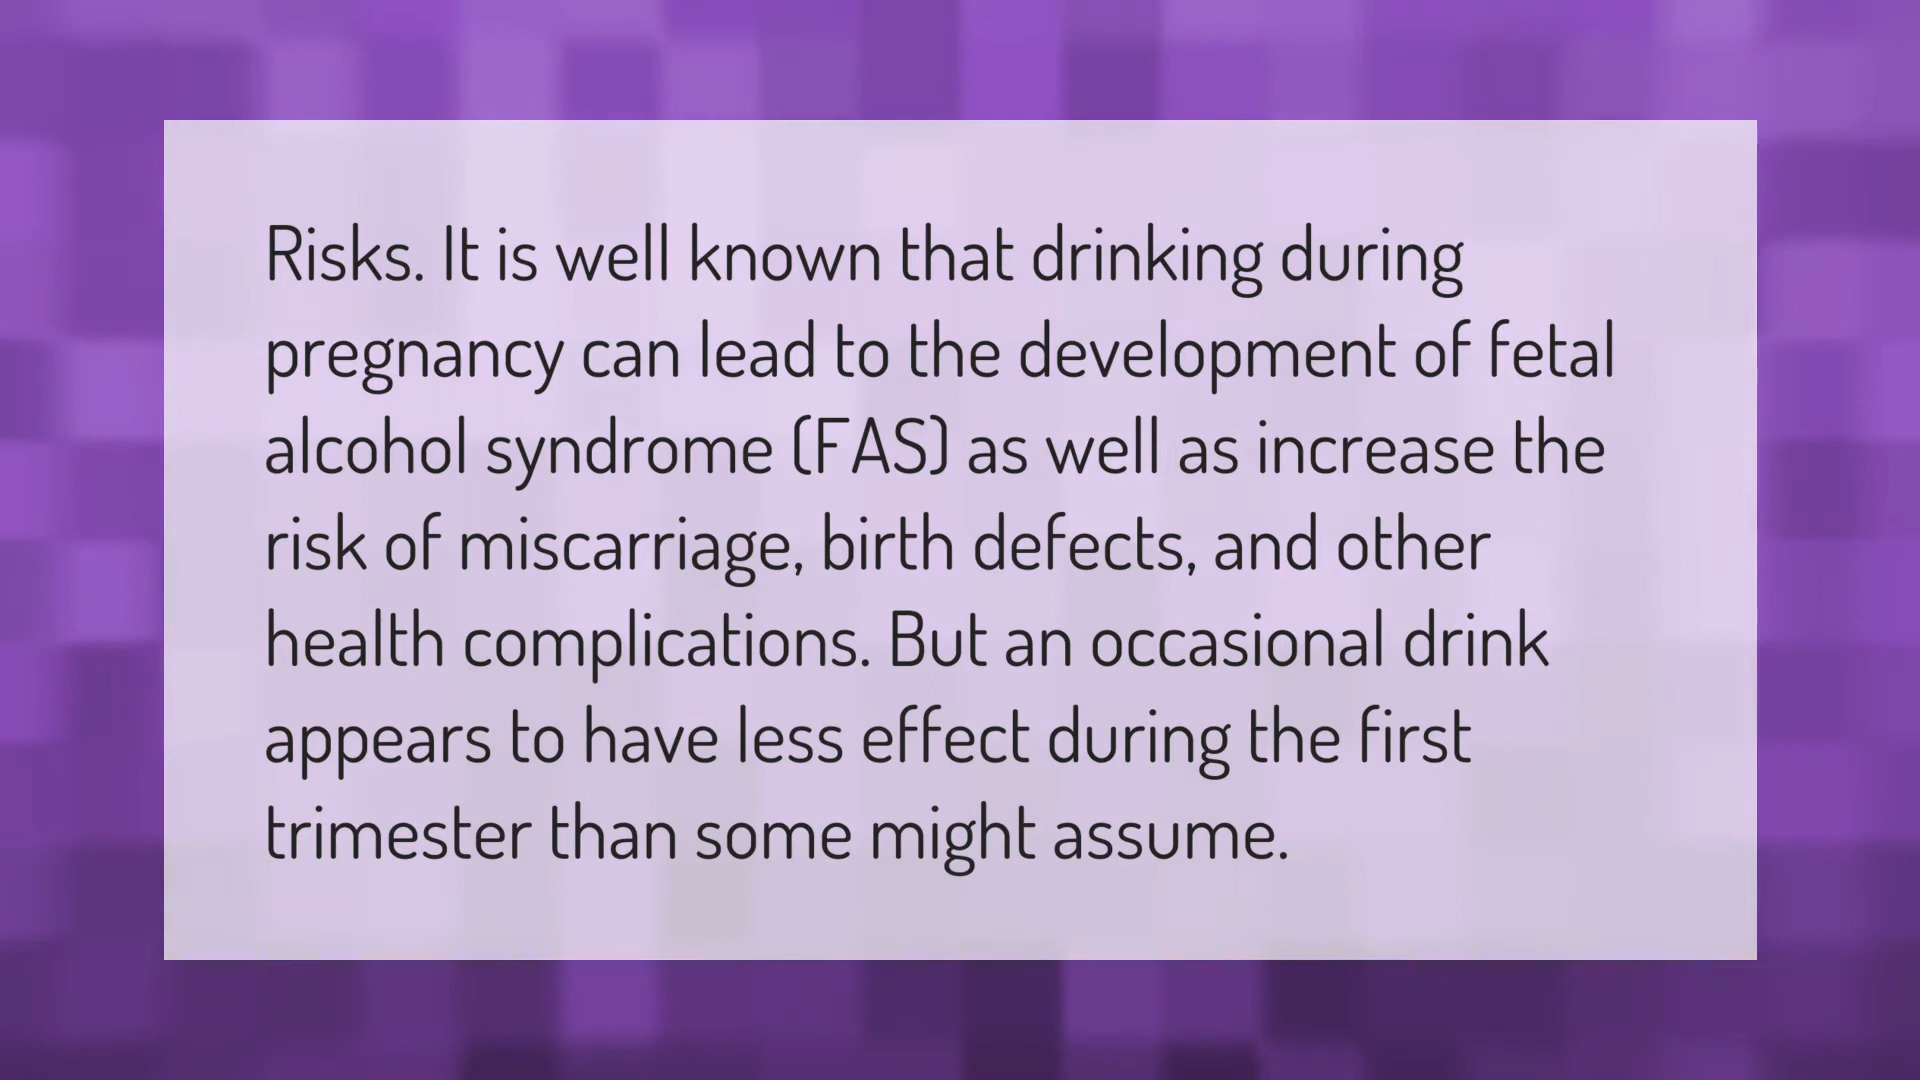 Risks. It is well known that drinking during
pregnancy can lead to the development of fetal
alcohol syndrome (FAS) as well as increase the
risk of miscarriage, birth defects, and other
health complications. But an occasional drink
appears to have less effect during the first
trimester than some might assume.